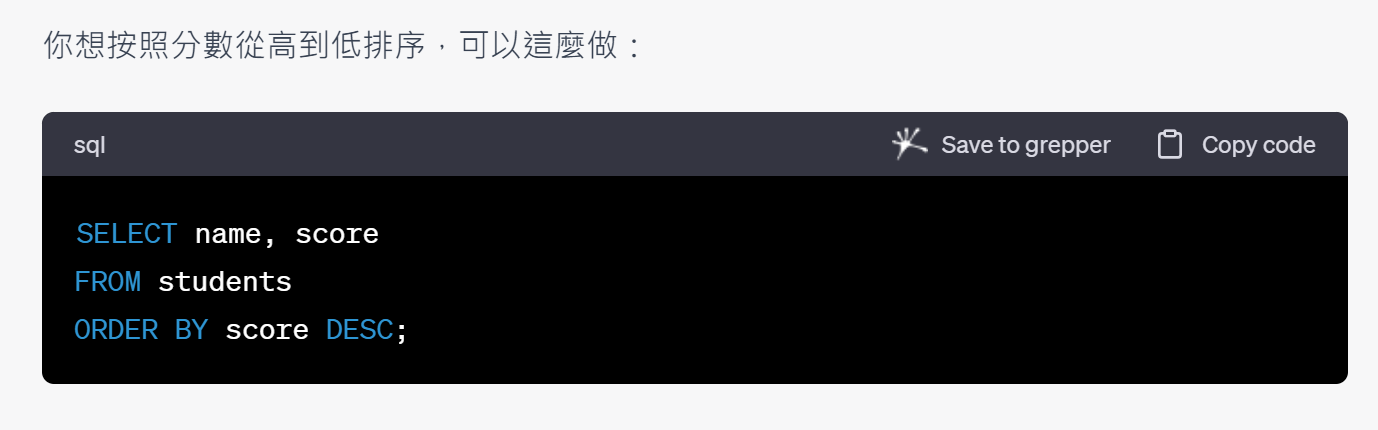 你想按照分數從高到低排序，可以這麼做：
sql
Save to grepper
Copy code
SELECT name, score
FROM students
ORDER BY score DESC;